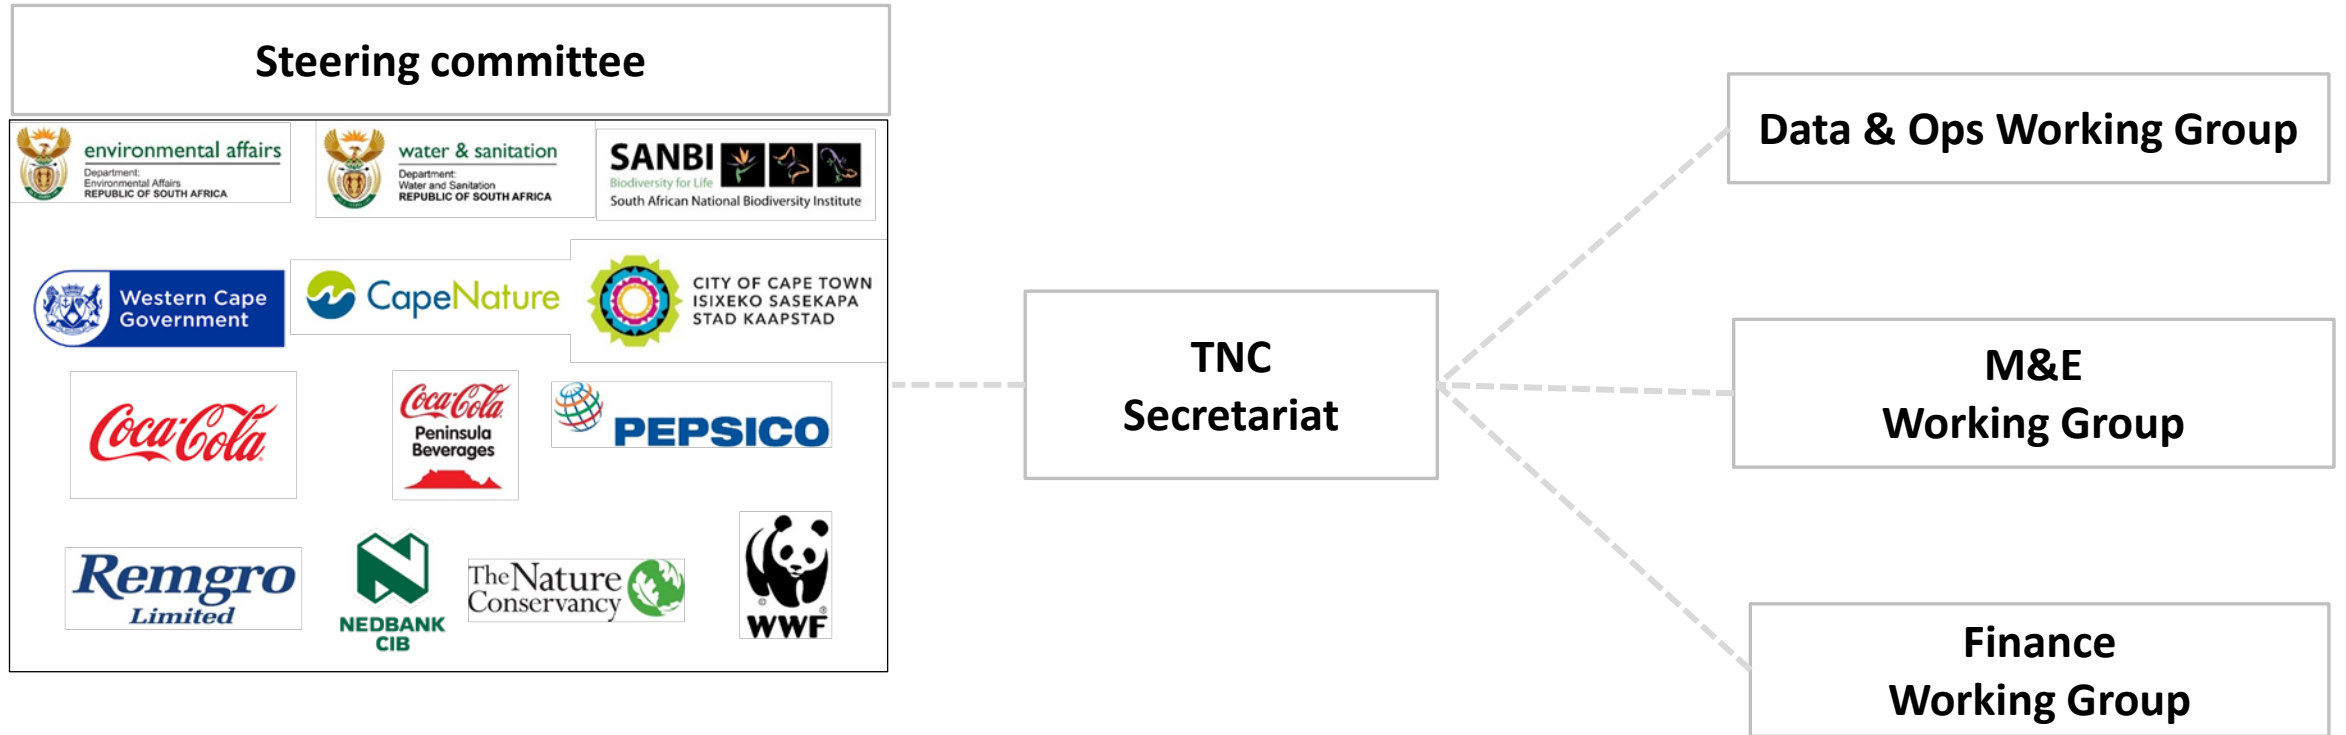 Steering committee
environmental affairs
Department:
Environmental Affairs
REPUBLIC OF SOUTH AFRICA
water & sanitation
Department:
Water and Sanitation
REPUBLIC OF SOUTH AFRICA
SANBI
Biodiversity for Life
South African National Biodiversity Institute
Western Cape
Government
CapeNature
CITY OF CAPE TOWN
ISIXEKO SASEKAPA
STAD KAAPSTAD
Coca-Cola
Coca-Cola
Peninsula
Beverages
PEPSICO
Remgro
Limited
NEDBANK
CIB
The Nature
Conservancy
©
®
WWF
TNC
Secretariat
Data & Ops Working Group
M&E
Working Group
Finance
Working Group